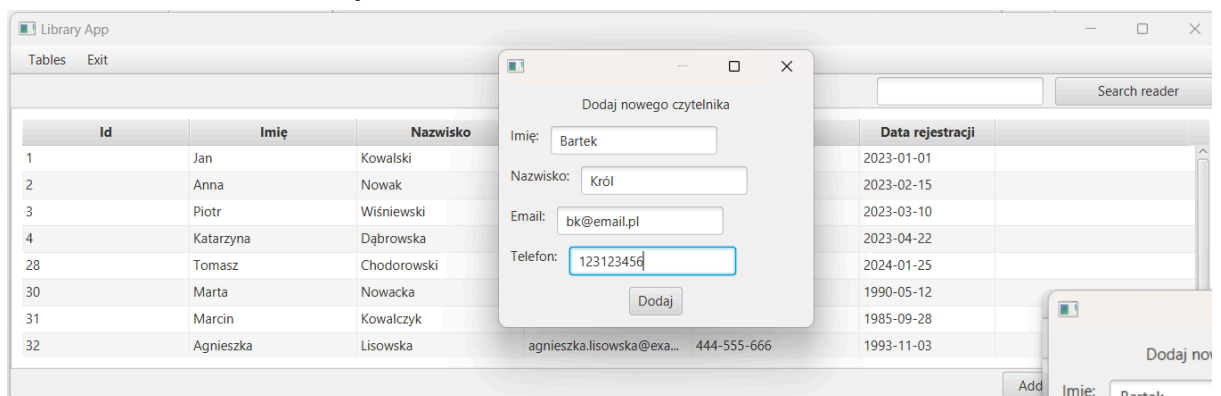 Library App
Tables Exit
Search reader
Dodaj nowego czytelnika
Imię: Bartek
Nazwisko: Król
Email: bk@email.pl
Telefon: 123123456
Dodaj
Id Imię Nazwisko Data rejestracji
1 Jan Kowalski 2023-01-01
2 Anna Nowak 2023-02-15
3 Piotr Wiśniewski 2023-03-10
4 Katarzyna Dąbrowska 2023-04-22
28 Tomasz Chodorowski 2024-01-25
30 Marta Nowacka 1990-05-12
31 Marcin Kowalczyk 1985-09-28
32 Agnieszka Lisowska agnieszka.lisowska@exa... 444-555-666 1993-11-03
Add
Dodaj nov
Imię: Bartek